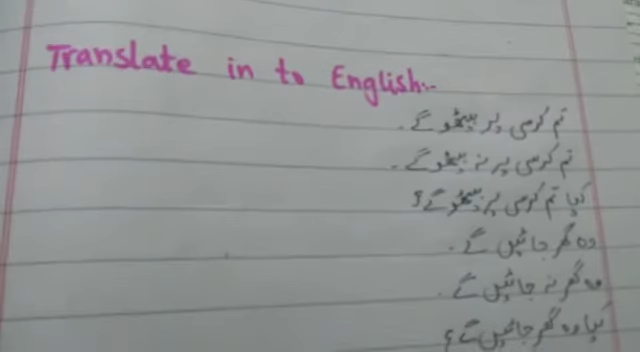 Translate in to English:-
تم کرسی پر بیٹھو گے۔
تم کرسی پر نہ بیٹھو گے۔
کیا تم کرسی پر بیٹھو گے؟
وہ گھر جائیں گے۔
وہ گھر نہ جائیں گے۔
کیا وہ گھر جائیں گے؟